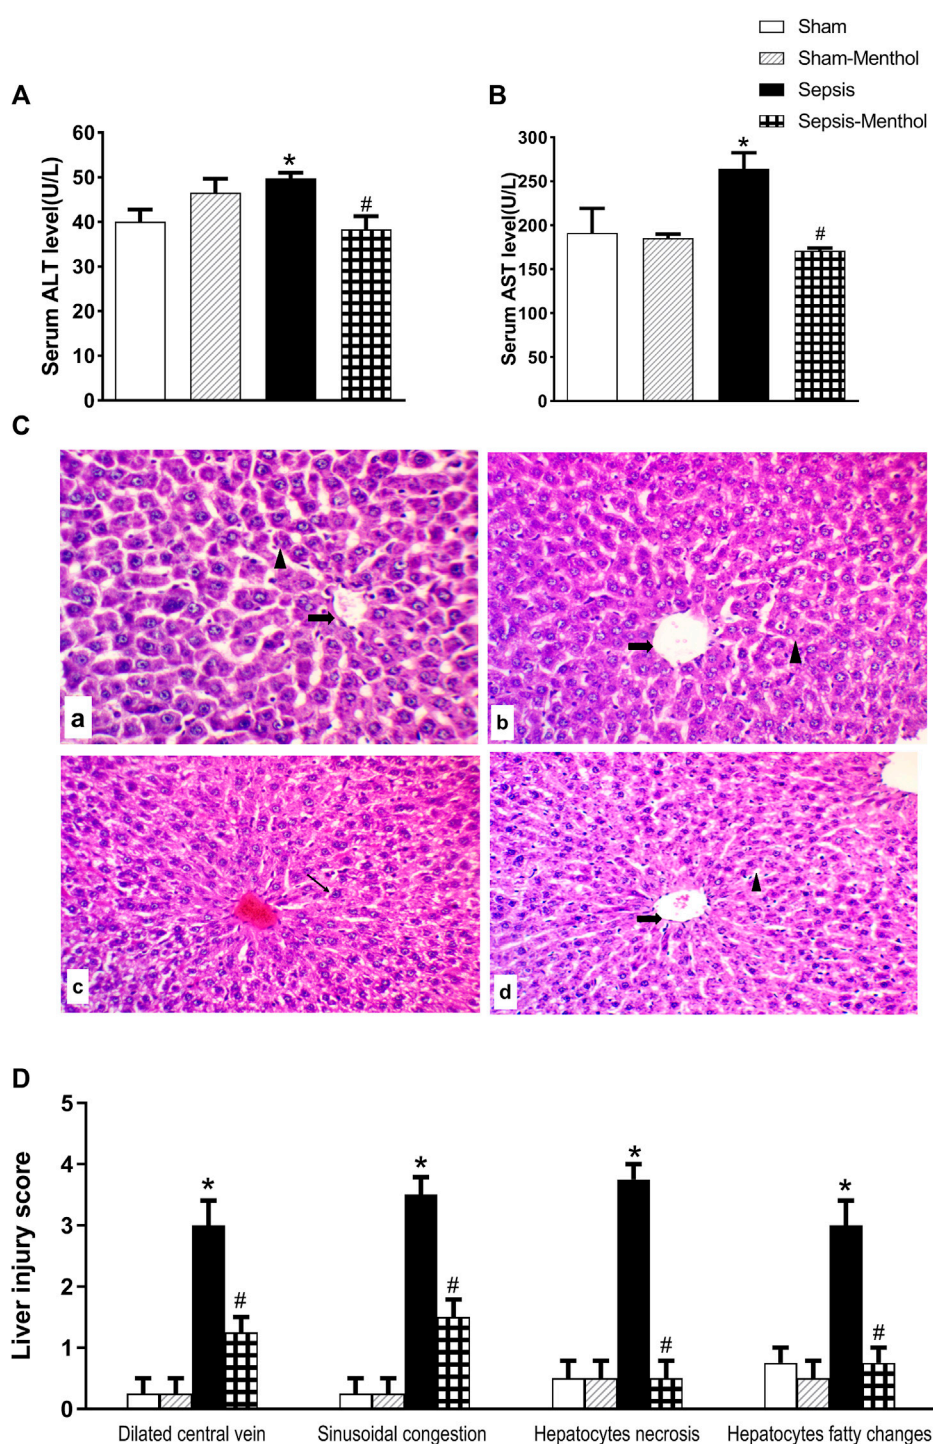 Sham
Sham-Menthol
Sepsis
Sepsis-Menthol
A
Serum ALT level(U/L)
60
50
40
30
20
10
0
*
#
B
Serum AST level(U/L)
300
250
200
150
100
50
0
*
#
C
a
b
c
d
D
Liver injury score
5
4
3
2
1
0
*
#
*
#
*
#
*
#
Dilated central vein
Sinusoidal congestion
Hepatocytes necrosis
Hepatocytes fatty changes